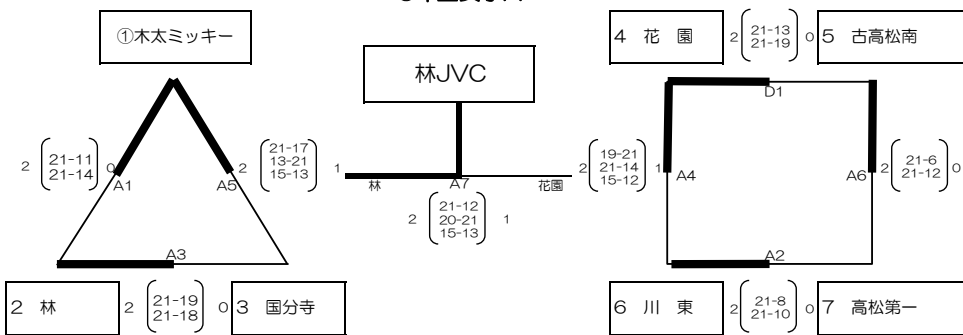 ①木太ミッキー
林JVC
4 花 園
2 21-13 0
21-19
5 古高松南
D1
2 21-11 0
21-14
A1
2 21-17 1
13-21
15-13
A5
林
A7
花園
2 21-12 1
20-21
15-13
2 19-21 1
21-14
15-12
A4
2 21-6 0
21-12
A6
A3
A2
2 林
2 21-19 0
21-18
3 国分寺
6 川 東
2 21-8 0
21-10
7 高松第一